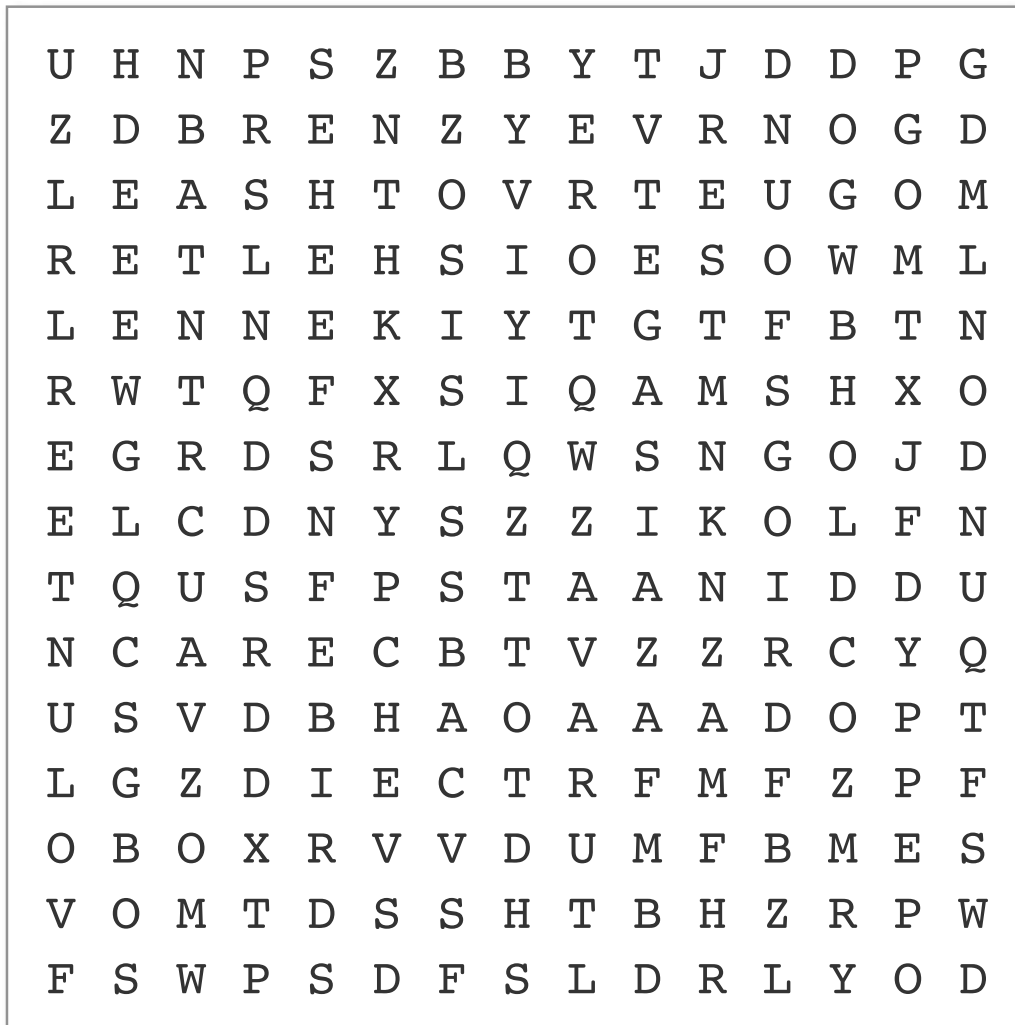 U H N P S Z B B Y T J D D P G
Z D B R E N Z Y E V R N O G D
L E A S H T O V R T E U G O M
R E T L E H S I O E S O W M L
L E N N E K I Y T G T F B T N
R W T Q F X S I Q A M S H X O
E G R D S R L Q W S N G O J D
E L C D N Y S Z Z I K O L F N
T Q U S F P S T A A N I D D U
N C A R E C B T V Z Z R C Y Q
U S V D B H A O A A A D O P T
L G Z D I E C T R F M F Z P F
O B O X R V V D U M F B M E S
V O M T D S S H T B H Z R P W
F S W P S D F S L D R L Y O D